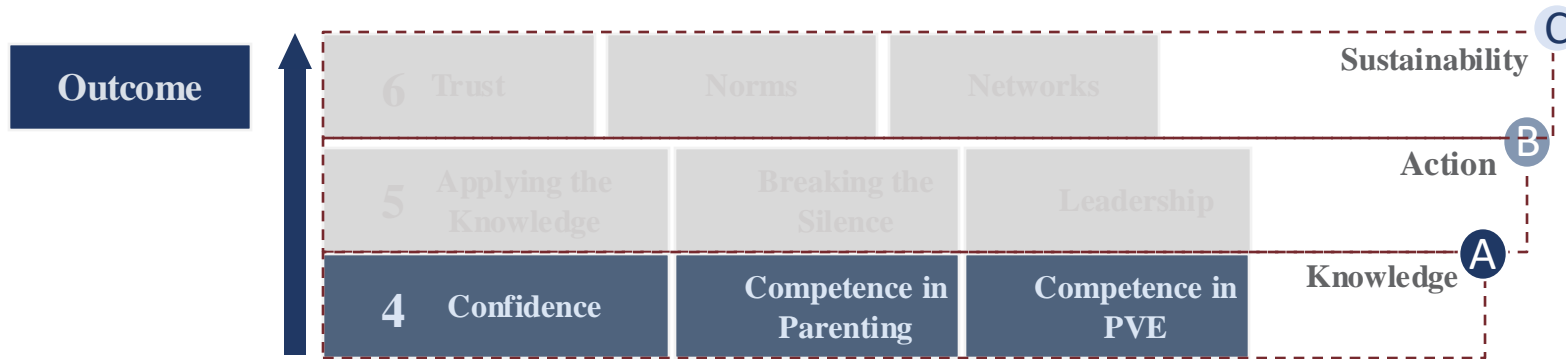 Outcome
C
Sustainability
6 Trust Norms Networks
B
Action
5 Applying the Knowledge
Breaking the Silence
Leadership
A
Knowledge
4 Confidence
Competence in Parenting
Competence in PVE